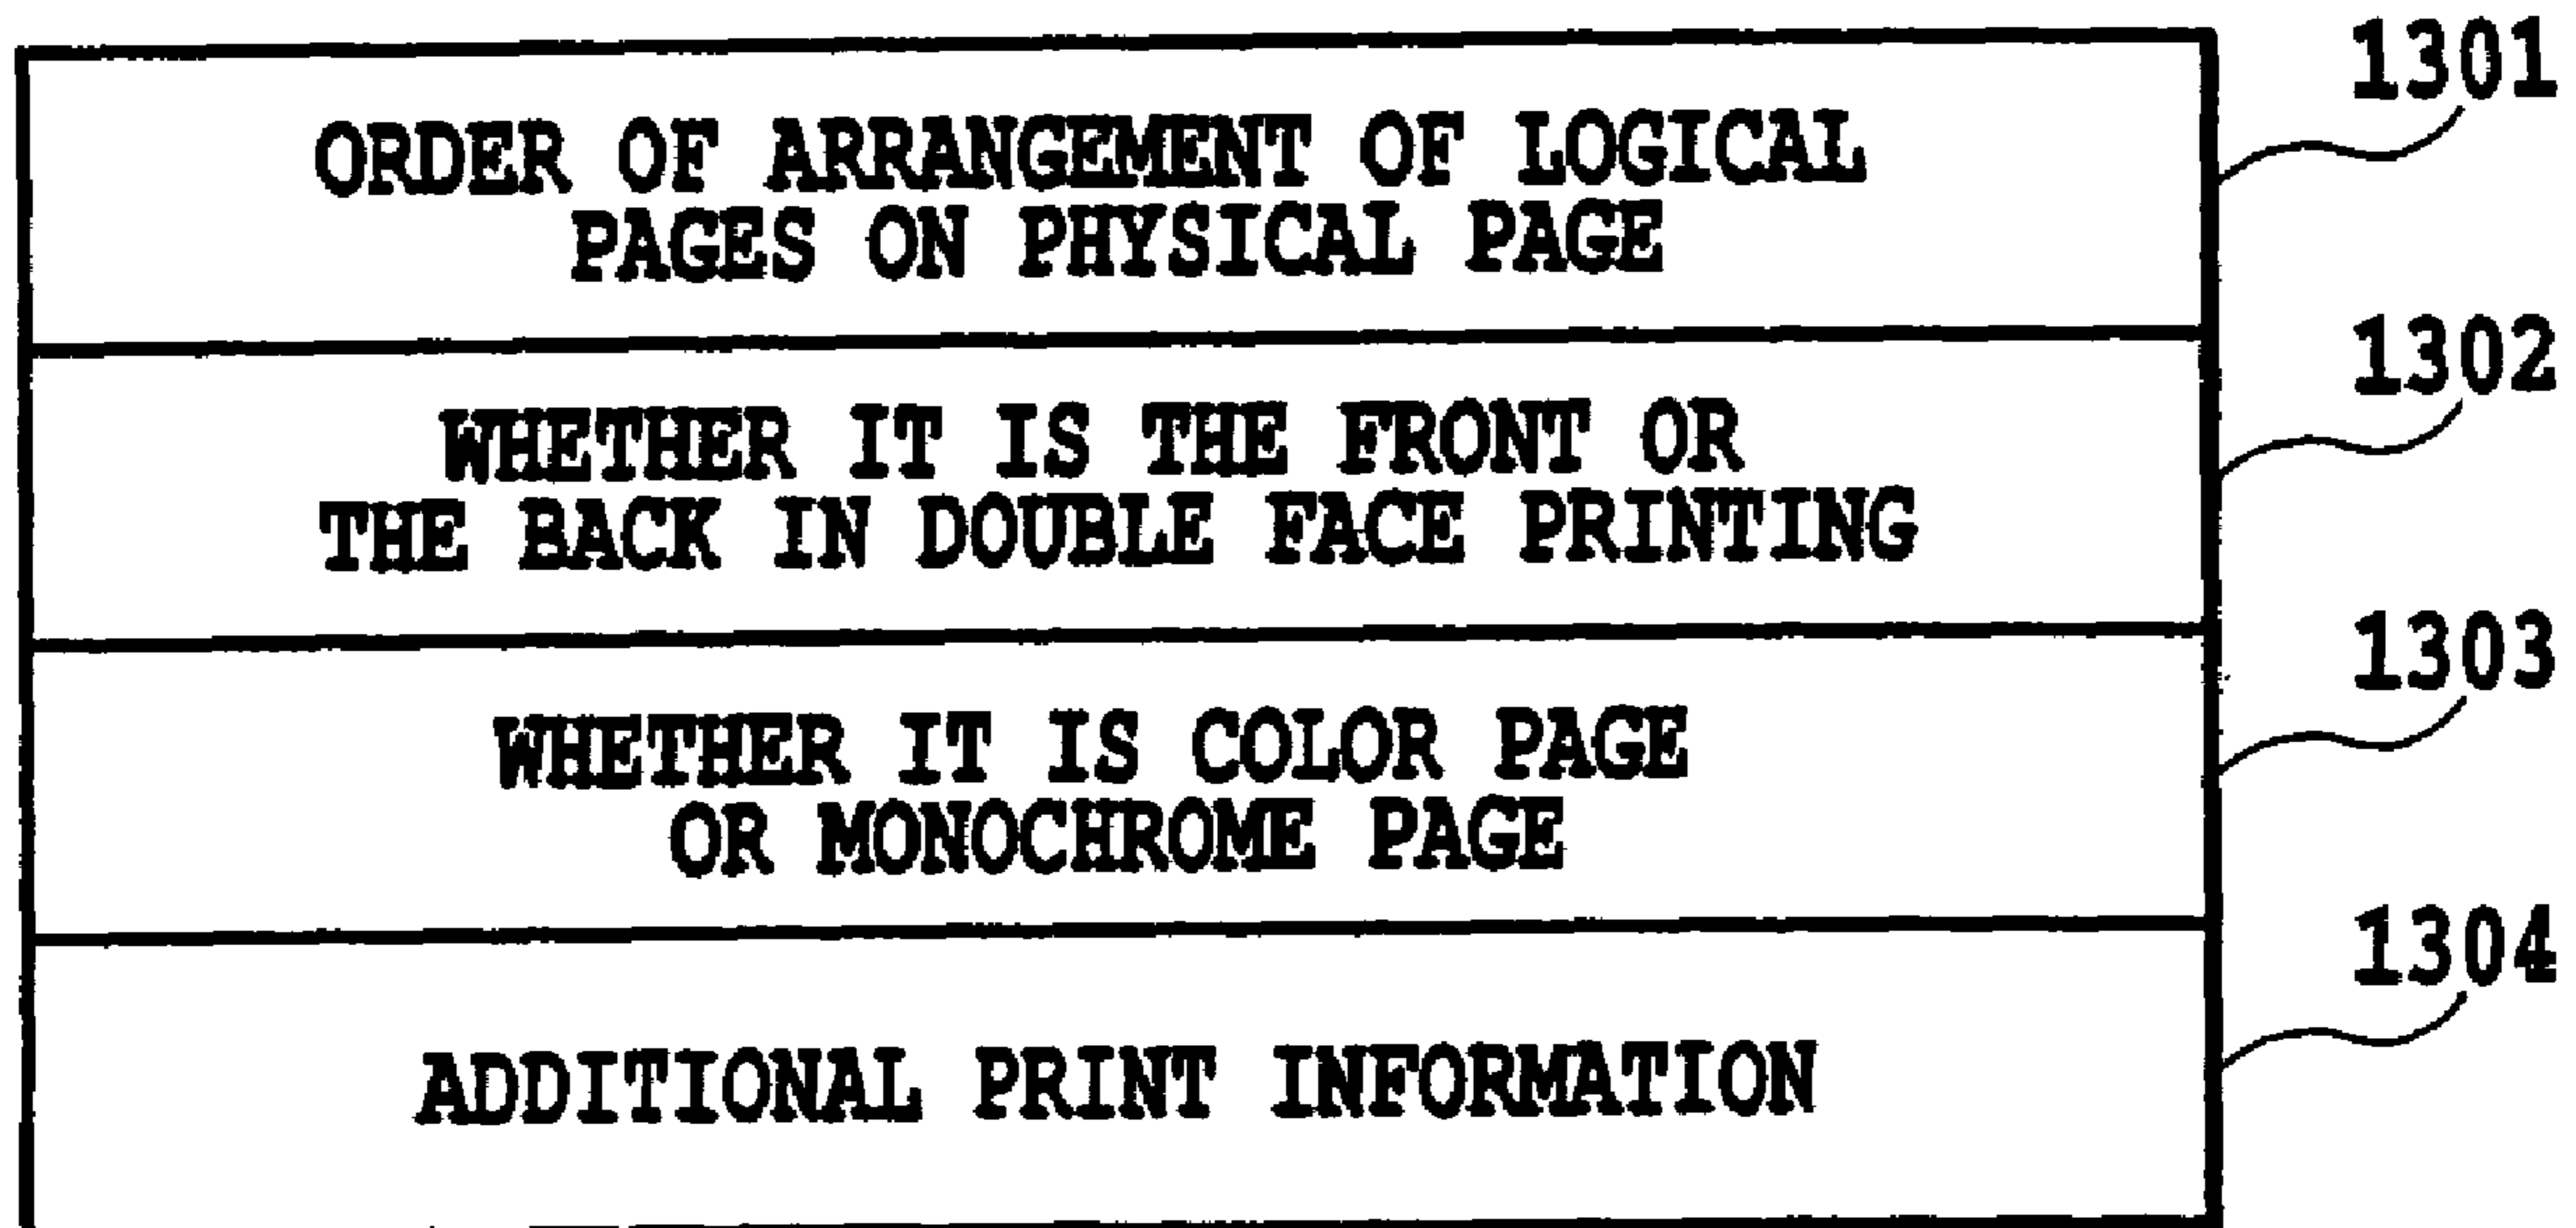 1301
ORDER OF ARRANGEMENT OF LOGICAL
PAGES ON PHYSICAL PAGE
1302
WHETHER IT IS THE FRONT OR
THE BACK IN DOUBLE FACE PRINTING
1303
WHETHER IT IS COLOR PAGE
OR MONOCHROME PAGE
1304
ADDITIONAL PRINT INFORMATION